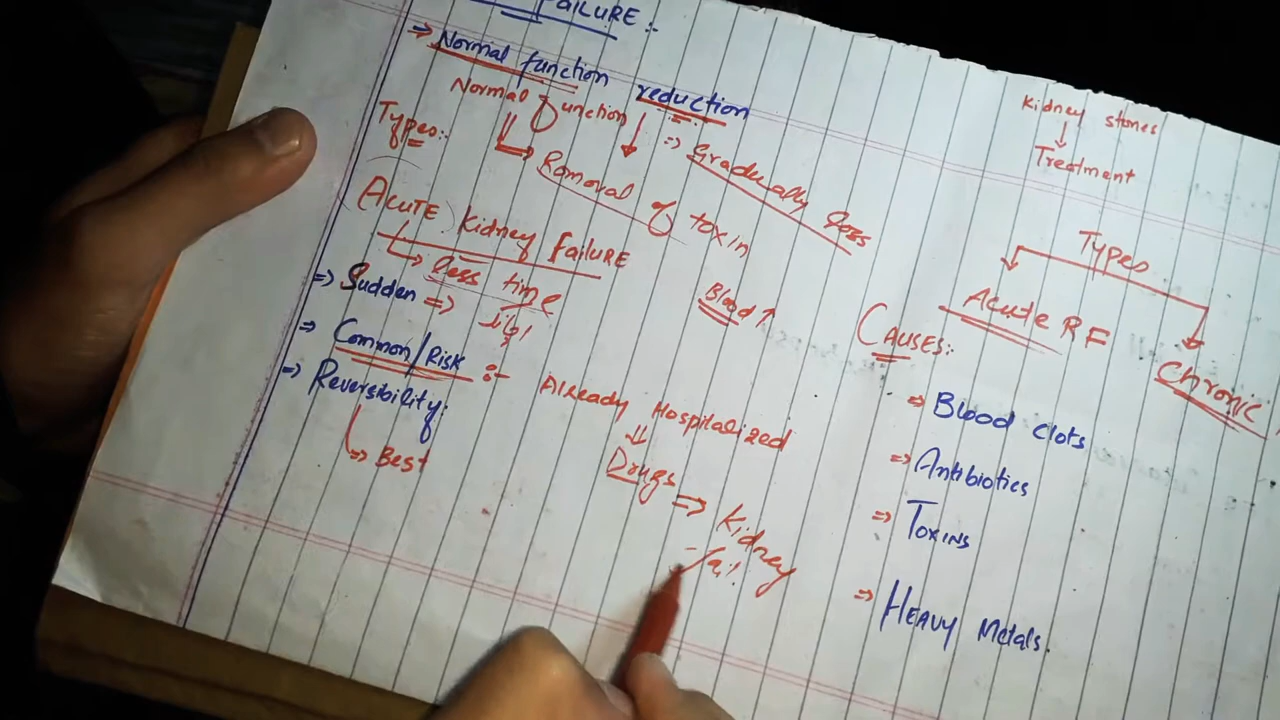 FAILURE :-
⇒ Normal function reduction
Normal function ⇒ Gradually loss
Types:-
→ Removal of toxin
(ACUTE) Kidney FAILURE
→ Less time
⇒ Sudden ⇒
Blood ↑
⇒ Common/Risk :- Already Hospitalized
⇒ Reversibility:
⇒ Best
Drugs ⇒ Kidney
fail
Kidney stones
↓
Treatment
Types
Acute RF
Chronic
CAUSES:-
⇒ Blood clots
⇒ Antibiotics
⇒ Toxins
⇒ HEAVY Metals.